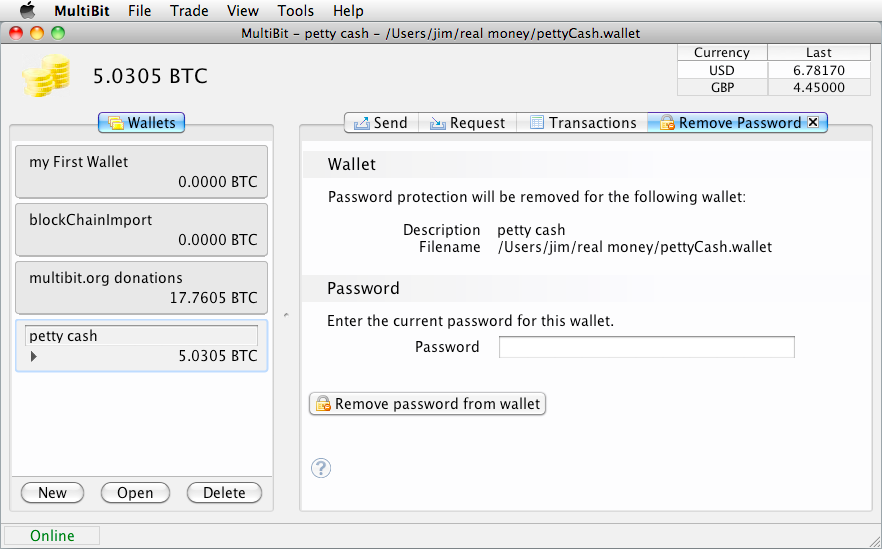 MultiBit File Trade View Tools Help
MultiBit - petty cash - /Users/jim/real money/pettyCash.wallet
5.0305 BTC
Currency Last
USD 6.78170
GBP 4.45000
Wallets
my First Wallet
0.0000 BTC
blockChainImport
0.0000 BTC
multibit.org donations
17.7605 BTC
petty cash
5.0305 BTC
New Open Delete
Send Request Transactions Remove Password
Wallet
Password protection will be removed for the following wallet:
Description petty cash
Filename /Users/jim/real money/pettyCash.wallet
Password
Enter the current password for this wallet.
Password
Remove password from wallet
?
Online